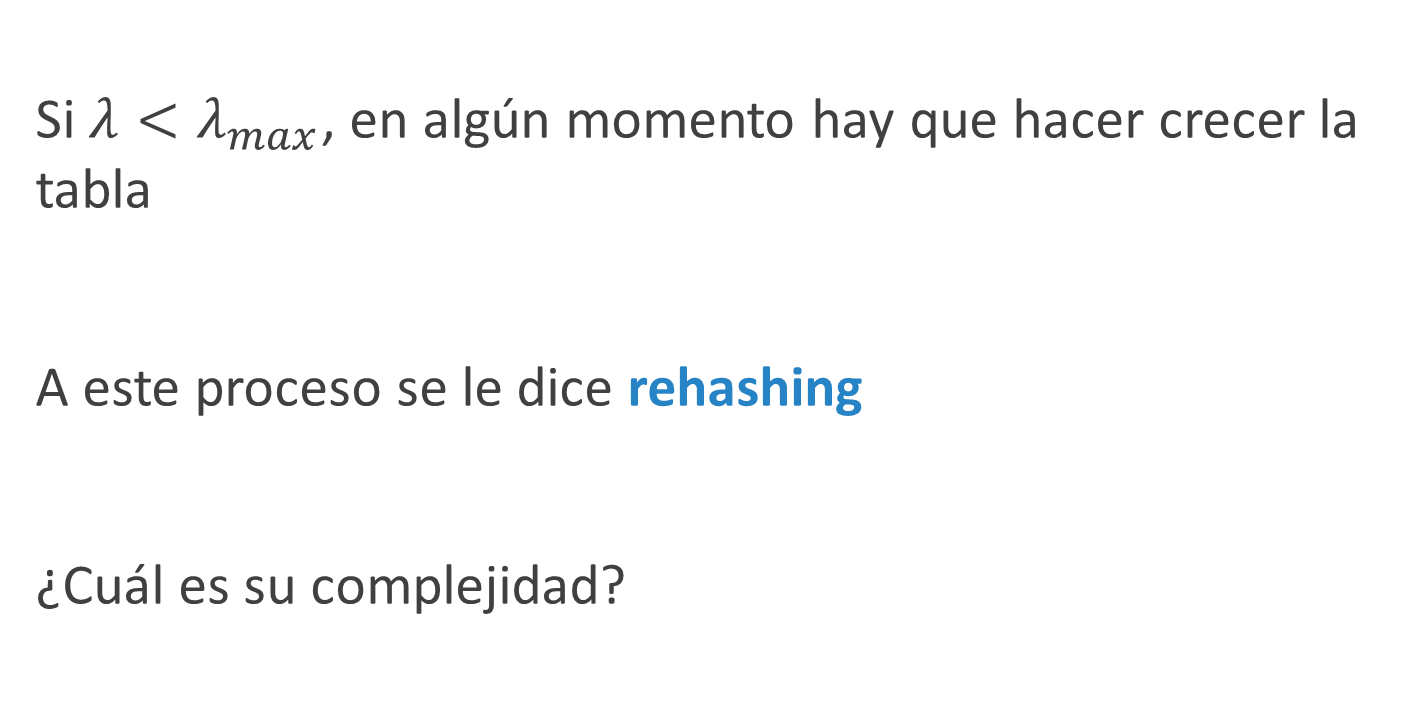 Si λ < λₘₐₓ, en algún momento hay que hacer crecer la
tabla
A este proceso se le dice rehashing
¿Cuál es su complejidad?